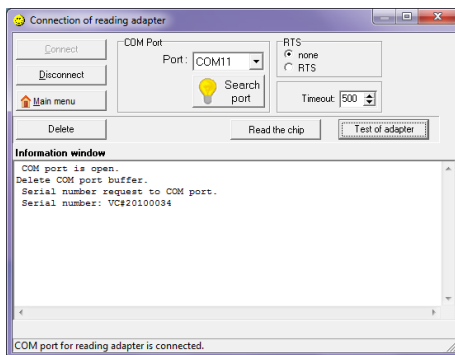 Connection of reading adapter
Connect
Disconnect
Main menu
COM Port
Port: COM11
Search port
RTS
none
RTS
Timeout: 500
Delete
Read the chip
Test of adapter
Information window
COM port is open.
Delete COM port buffer.
Serial number request to COM port.
Serial number: VC#20100034
COM port for reading adapter is connected.